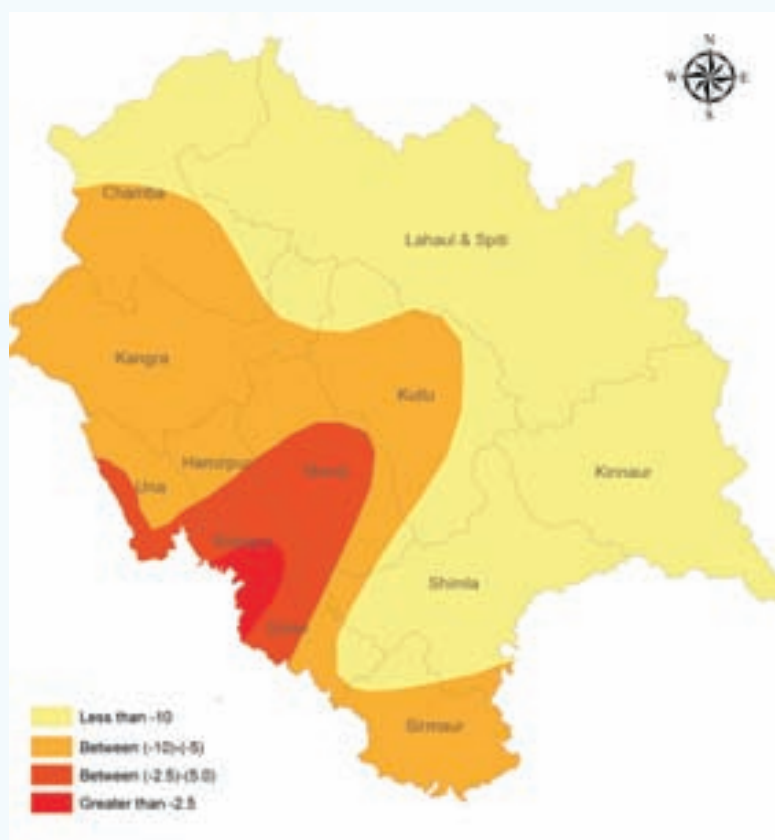 N
W E
S
Chamba
Lahaul & Spiti
Kangra
Kullu
Hamirpur
Mandi
Kinnaur
Una
Shimla
Solan
Sirmaur
Less than -10
Between (-10)-(-5)
Between (-2.5)-(5.0)
Greater than -2.5